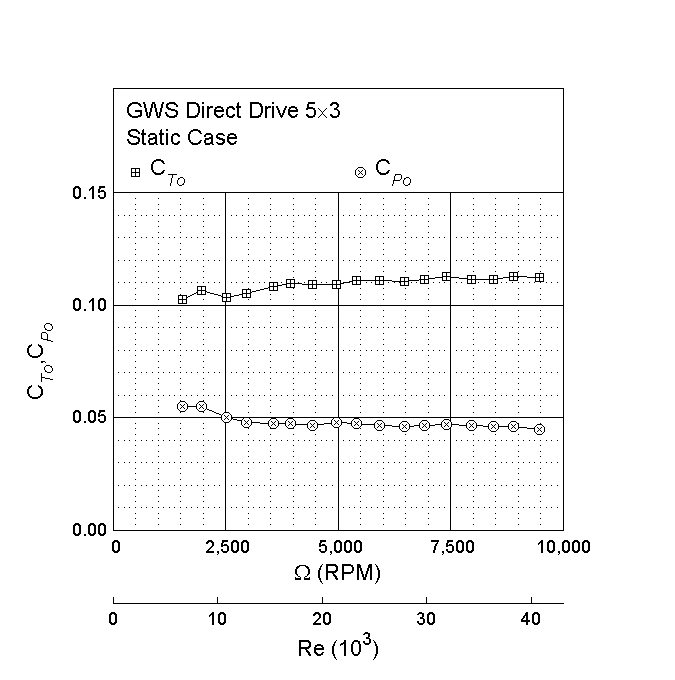 GWS Direct Drive 5×3
Static Case
C_To C_Po
0.15
0.10
0.05
0.00
C_To,C_Po
0 2,500 5,000 7,500 10,000
Ω (RPM)
0 10 20 30 40
Re (10³)